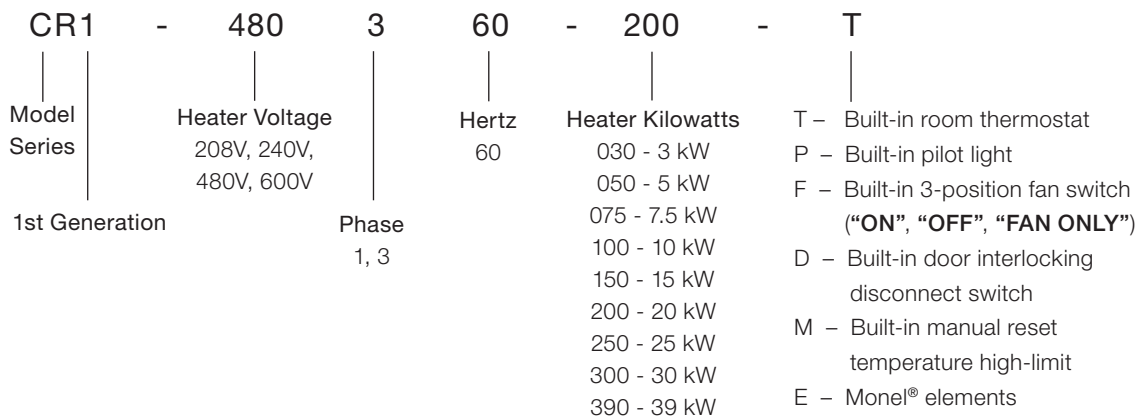 CR1 - 480 3 60 - 200 - T
Model
Series
1st Generation
Heater Voltage
208V, 240V,
480V, 600V
Phase
1, 3
Hertz
60
Heater Kilowatts
030 - 3 kW
050 - 5 kW
075 - 7.5 kW
100 - 10 kW
150 - 15 kW
200 - 20 kW
250 - 25 kW
300 - 30 kW
390 - 39 kW
T – Built-in room thermostat
P – Built-in pilot light
F – Built-in 3-position fan switch
(“ON”, “OFF”, “FAN ONLY”)
D – Built-in door interlocking
disconnect switch
M – Built-in manual reset
temperature high-limit
E – Monel® elements